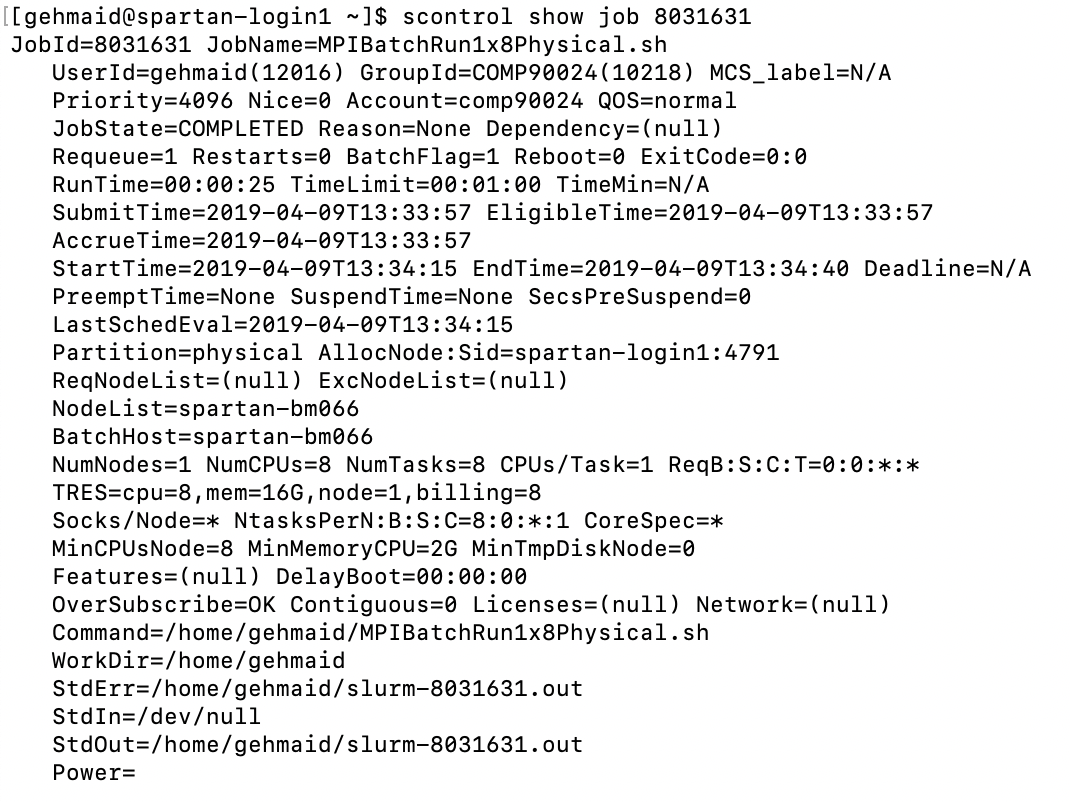 [[gehmaid@spartan-login1 ~]$ scontrol show job 8031631
JobId=8031631 JobName=MPIBatchRun1x8Physical.sh
UserId=gehmaid(12016) GroupId=COMP90024(10218) MCS_label=N/A
Priority=4096 Nice=0 Account=comp90024 QOS=normal
JobState=COMPLETED Reason=None Dependency=(null)
Requeue=1 Restarts=0 BatchFlag=1 Reboot=0 ExitCode=0:0
RunTime=00:00:25 TimeLimit=00:01:00 TimeMin=N/A
SubmitTime=2019-04-09T13:33:57 EligibleTime=2019-04-09T13:33:57
AccrueTime=2019-04-09T13:33:57
StartTime=2019-04-09T13:34:15 EndTime=2019-04-09T13:34:40 Deadline=N/A
PreemptTime=None SuspendTime=None SecsPreSuspend=0
LastSchedEval=2019-04-09T13:34:15
Partition=physical AllocNode:Sid=spartan-login1:4791
ReqNodeList=(null) ExcNodeList=(null)
NodeList=spartan-bm066
BatchHost=spartan-bm066
NumNodes=1 NumCPUs=8 NumTasks=8 CPUs/Task=1 ReqB:S:C:T=0:0:*:*
TRES=cpu=8,mem=16G,node=1,billing=8
Socks/Node=* NtasksPerN:B:S:C=8:0:*:1 CoreSpec=*
MinCPUsNode=8 MinMemoryCPU=2G MinTmpDiskNode=0
Features=(null) DelayBoot=00:00:00
OverSubscribe=OK Contiguous=0 Licenses=(null) Network=(null)
Command=/home/gehmaid/MPIBatchRun1x8Physical.sh
WorkDir=/home/gehmaid
StdErr=/home/gehmaid/slurm-8031631.out
StdIn=/dev/null
StdOut=/home/gehmaid/slurm-8031631.out
Power=